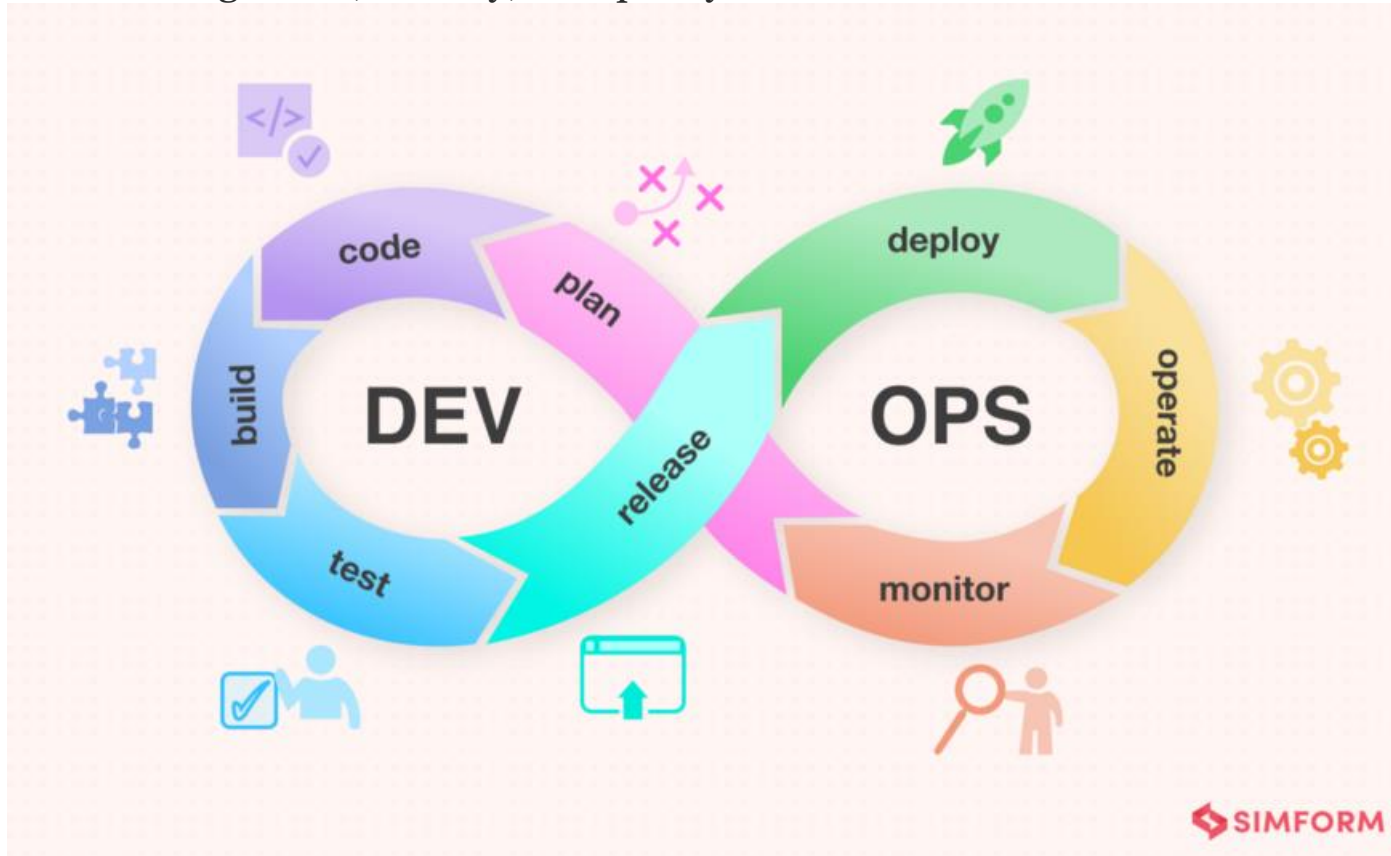 </>
code
plan
deploy
build
DEV
OPS
operate
release
test
monitor
SIMFORM